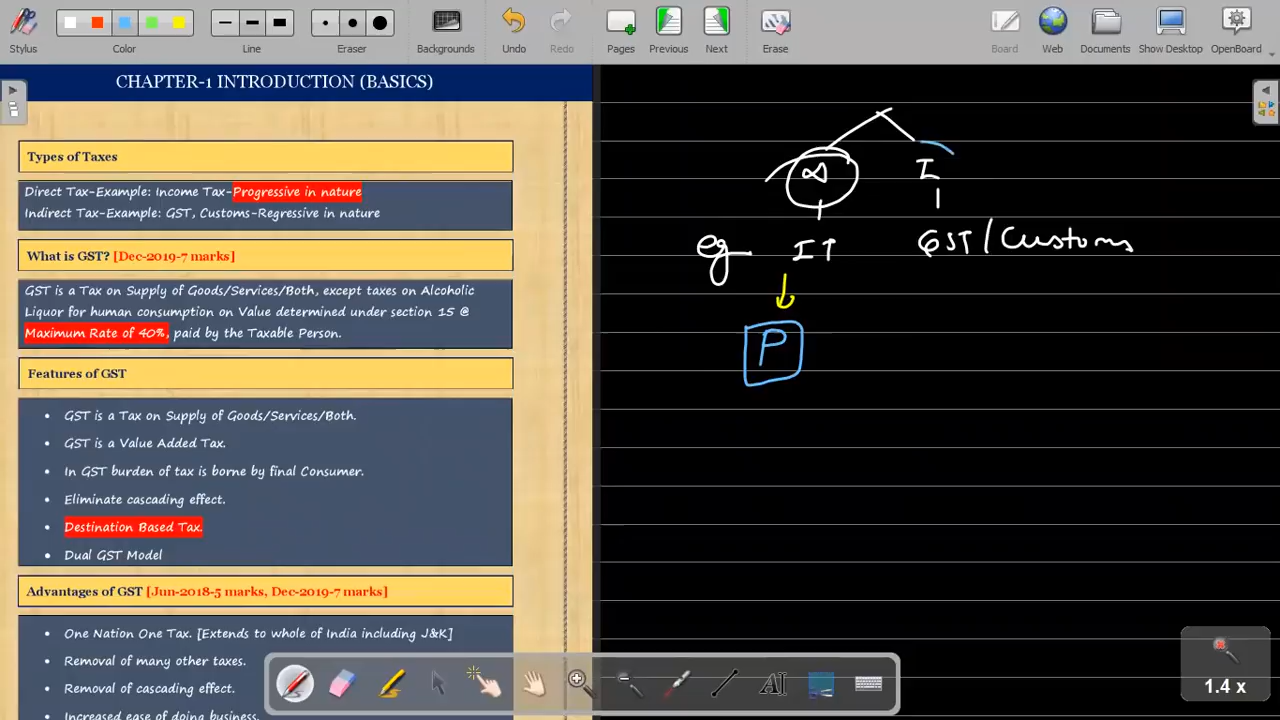 Stylus
Color
Line
Eraser
Backgrounds
Undo
Redo
Pages
Previous
Next
Erase
Board
Web
Documents
Show Desktop
OpenBoard
CHAPTER-1 INTRODUCTION (BASICS)
Types of Taxes
Direct Tax-Example: Income Tax-Progressive in nature
Indirect Tax-Example: GST, Customs-Regressive in nature
What is GST? [Dec-2019-7 marks]
GST is a Tax on Supply of Goods/Services/Both, except taxes on Alcoholic
Liquor for human consumption on Value determined under section 15 @
Maximum Rate of 40%, paid by the Taxable Person.
Features of GST
• GST is a Tax on Supply of Goods/Services/Both.
• GST is a Value Added Tax.
• In GST burden of tax is borne by final Consumer.
• Eliminate cascading effect.
• Destination Based Tax.
• Dual GST Model
Advantages of GST [Jun-2018-5 marks, Dec-2019-7 marks]
• One Nation One Tax. [Extends to whole of India including J&K]
• Removal of many other taxes.
• Removal of cascading effect.
• Increased ease of doing business.
I
eg IT GST/Customs
P
1.4 x